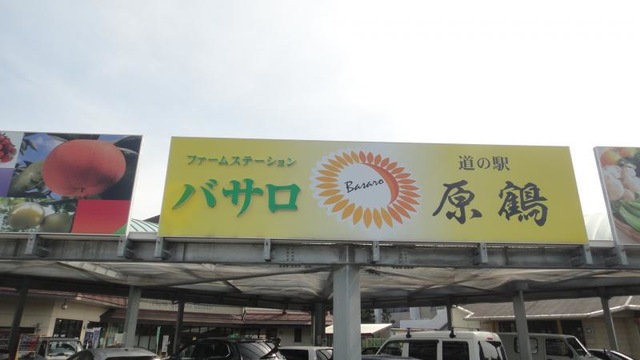 ファームステーション
バサロ
Basaro
道の駅
原鶴